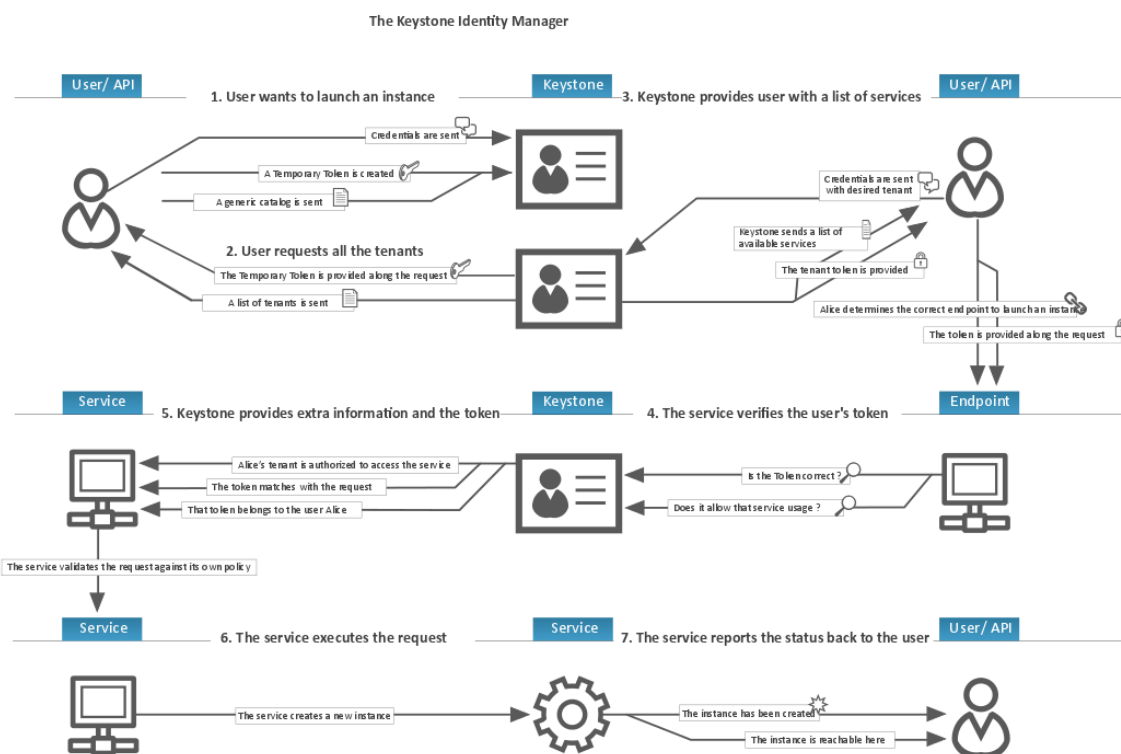 The Keystone Identity Manager
User/ API
1. User wants to launch an instance
Keystone
3. Keystone provides user with a list of services
User/ API
Credentials are sent
A Temporary Token is created
A generic catalog is sent
Credentials are sent
with desired tenant
Keystone sends a list of
available services
The tenant token is provided
2. User requests all the tenants
The Temporary Token is provided along the request
A list of tenants is sent
Alice determines the correct endpoint to launch an instanc
The token is provided along the request
Service
5. Keystone provides extra information and the token
Keystone
4. The service verifies the user's token
Endpoint
Alice's tenant is authorized to access the service
The token matches with the request
That token belongs to the user Alice
Is the Token correct ?
Does it allow that service usage ?
The service validates the request against its own policy
Service
6. The service executes the request
Service
7. The service reports the status back to the user
User/ API
The service creates a new instance
The instance has been created
The instance is reachable here